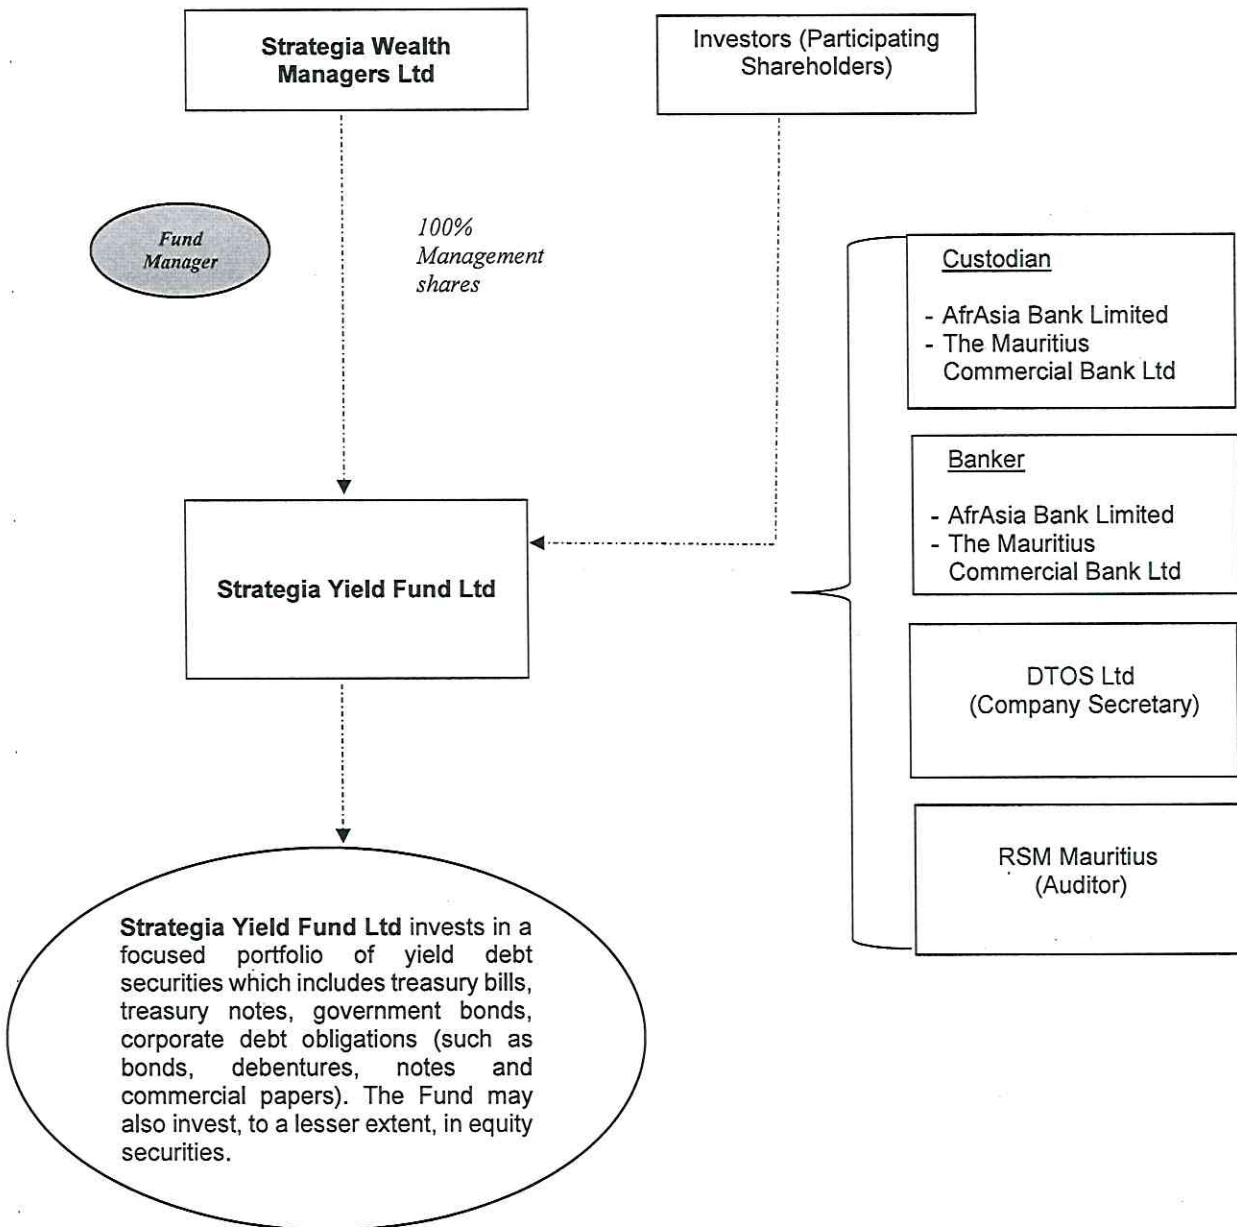 Strategia Wealth
Managers Ltd
Investors (Participating
Shareholders)
Fund
Manager
100%
Management
shares
Custodian
- AfrAsia Bank Limited
- The Mauritius
Commercial Bank Ltd
Banker
- AfrAsia Bank Limited
- The Mauritius
Commercial Bank Ltd
Strategia Yield Fund Ltd
DTOS Ltd
(Company Secretary)
RSM Mauritius
(Auditor)
Strategia Yield Fund Ltd invests in a
focused portfolio of yield debt
securities which includes treasury bills,
treasury notes, government bonds,
corporate debt obligations (such as
bonds, debentures, notes and
commercial papers). The Fund may
also invest, to a lesser extent, in equity
securities.